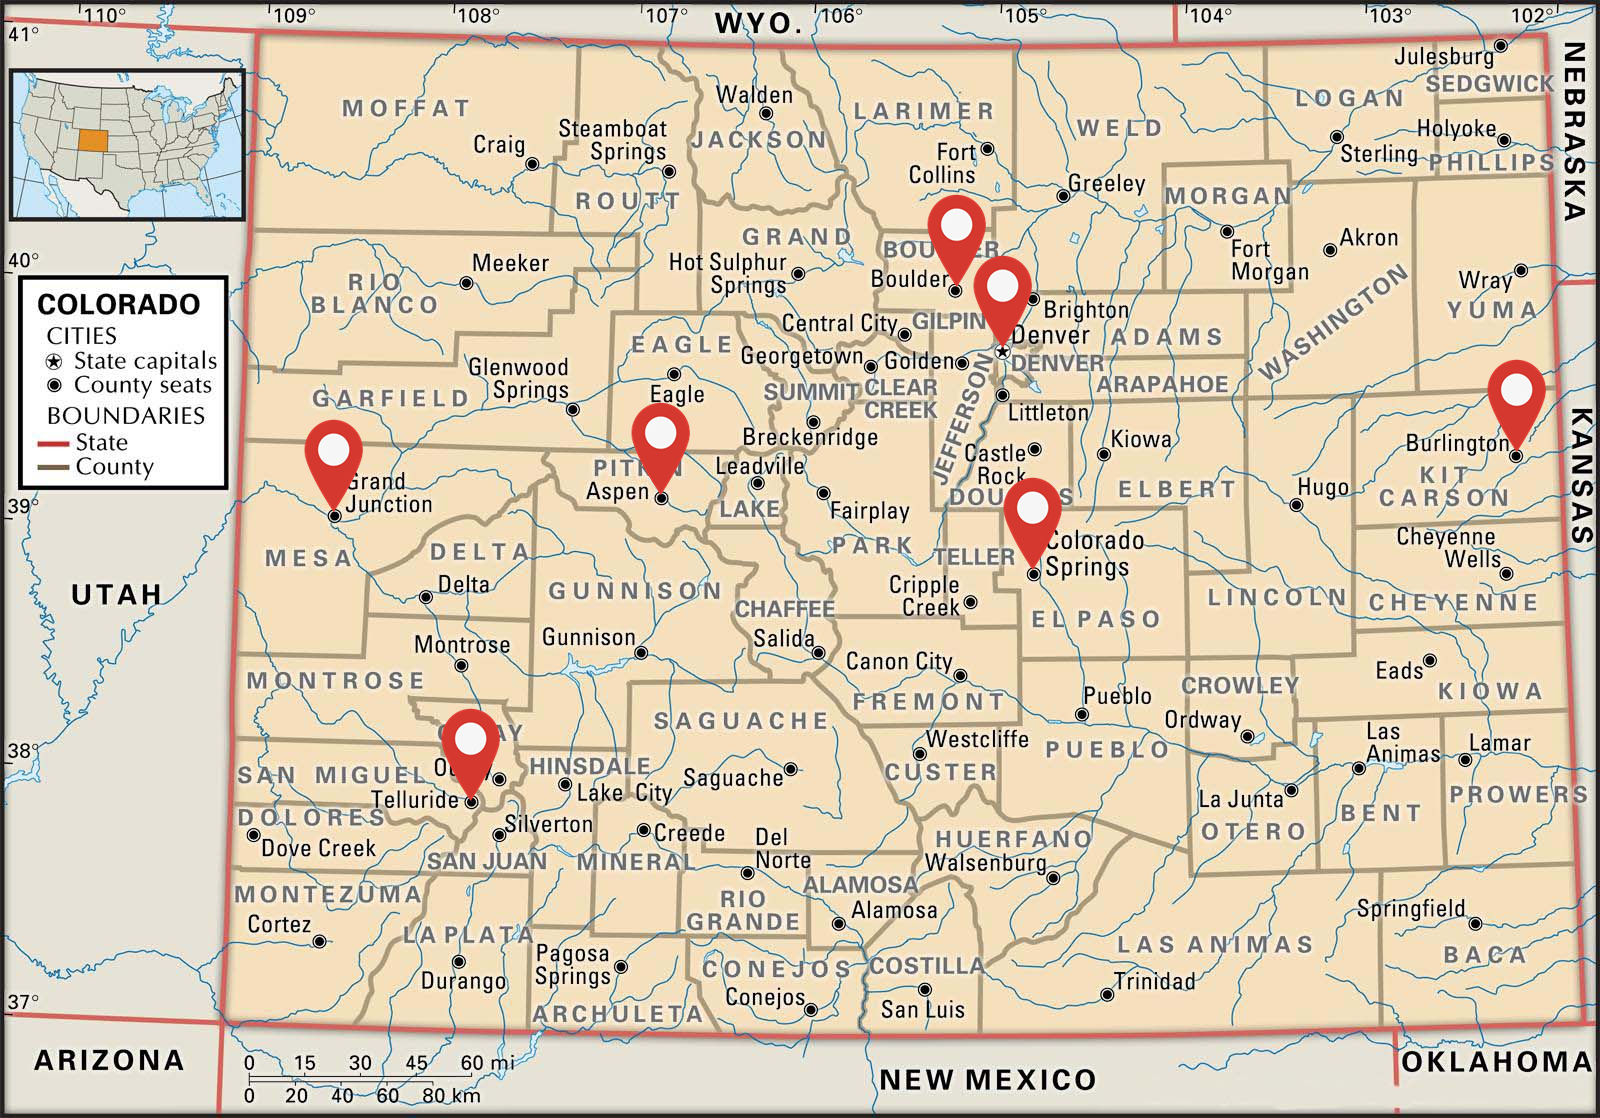 110°
109°
108°
107°
106°
105°
104°
103°
102°
WYO.
41°
40°
39°
38°
37°
NEBRASKA
KANSAS
UTAH
ARIZONA
NEW MEXICO
OKLAHOMA
COLORADO
CITIES
State capitals
County seats
BOUNDARIES
State
County
MOFFAT
Craig
Steamboat
Springs
ROUTT
Walden
JACKSON
LARIMER
Fort
Collins
WELD
Greeley
LOGAN
Sterling
Julesburg
SEDGWICK
Holyoke
PHILLIPS
MORGAN
Fort
Morgan
Akron
WASHINGTON
Wray
YUMA
RIO
BLANCO
Meeker
GRAND
Hot Sulphur
Springs
Boulder
Brighton
Central City
GILPIN
Denver
DENVER
ADAMS
ARAPAHOE
Georgetown
Golden
CLEAR
CREEK
JEFFERSON
Littleton
EAGLE
Eagle
SUMMIT
Breckenridge
Glenwood
Springs
GARFIELD
Castle
Rock
Kiowa
ELBERT
Hugo
Burlington
KIT
CARSON
Grand
Junction
MESA
Aspen
Leadville
LAKE
Fairplay
PARK
TELLER
Cripple
Creek
Colorado
Springs
EL PASO
LINCOLN
Cheyenne
Wells
CHEYENNE
DELTA
Delta
GUNNISON
Gunnison
CHAFFEE
Salida
Montrose
MONTROSE
Canon City
FREMONT
Pueblo
PUEBLO
CROWLEY
Ordway
Eads
KIOWA
SAGUACHE
Saguache
Westcliffe
CUSTER
Las
Animas
Lamar
La Junta
OTERO
BENT
PROWERS
SAN MIGUEL
Telluride
HINSDALE
Lake City
DOLORES
Dove Creek
Silverton
SAN JUAN
Creede
MINERAL
Del
Norte
RIO
GRANDE
HUERFANO
Walsenburg
ALAMOSA
Alamosa
MONTEZUMA
Cortez
LA PLATA
Durango
Pagosa
Springs
ARCHULETA
CONEJOS
Conejos
COSTILLA
San Luis
LAS ANIMAS
Trinidad
Springfield
BACA
0 15 30 45 60 mi
0 20 40 60 80 km